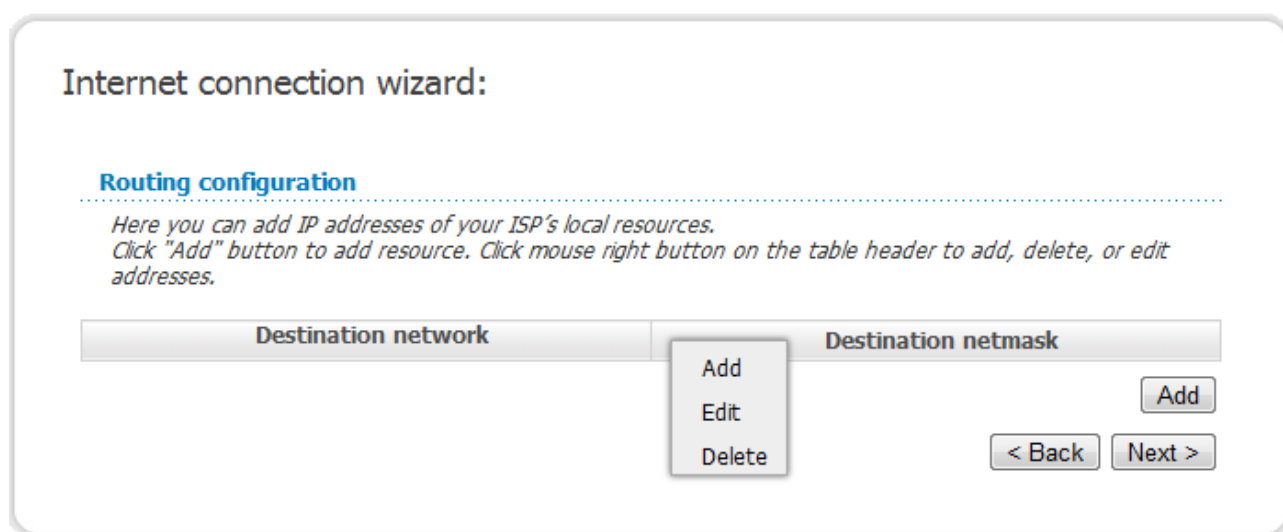 Internet connection wizard:
Routing configuration
Here you can add IP addresses of your ISP's local resources.
Click "Add" button to add resource. Click mouse right button on the table header to add, delete, or edit
addresses.
Destination network
Destination netmask
Add
Edit
Delete
Add
< Back
Next >